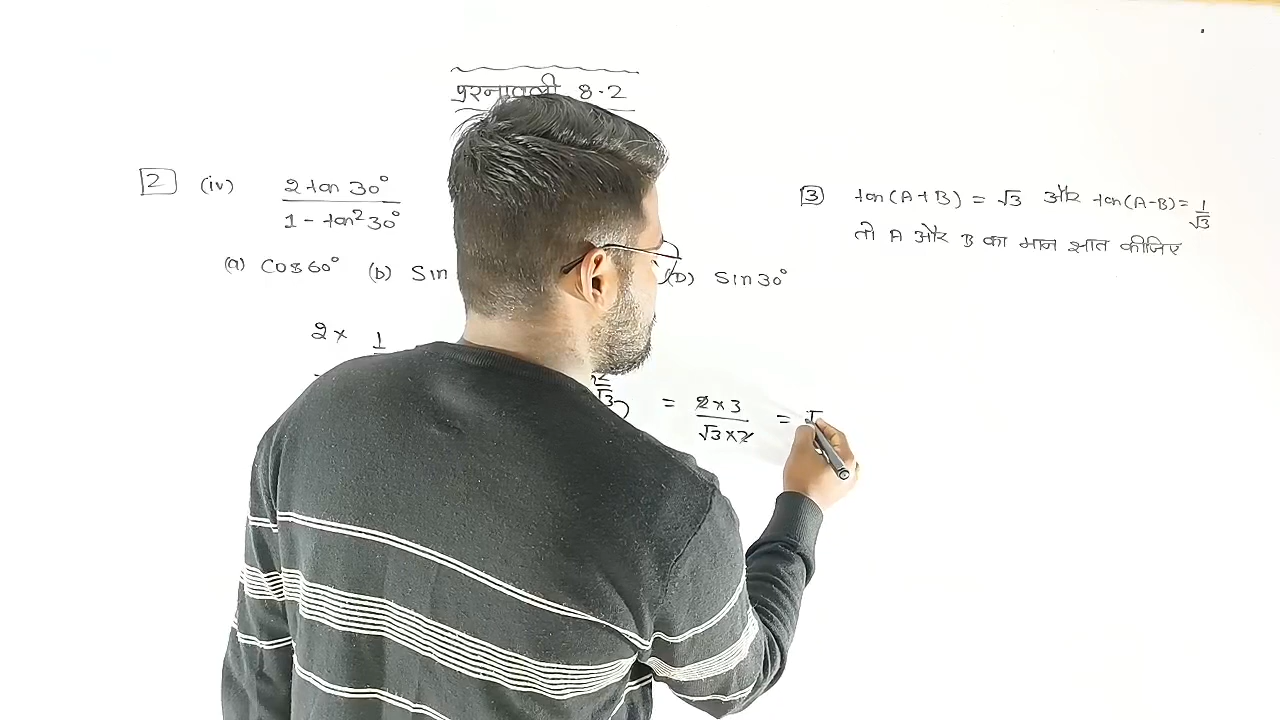 प्रश्नावली 8.2
2 (iv) 2 tan 30° / 1 - tan² 30°
(a) Cos 60° (b) Sin (D) Sin 30°
2 × 1
= 2 × 3 / √3 × 2 = √
3 tan(A+B) = √3 और tan(A-B) = 1/√3
तो A और B का मान ज्ञात कीजिए